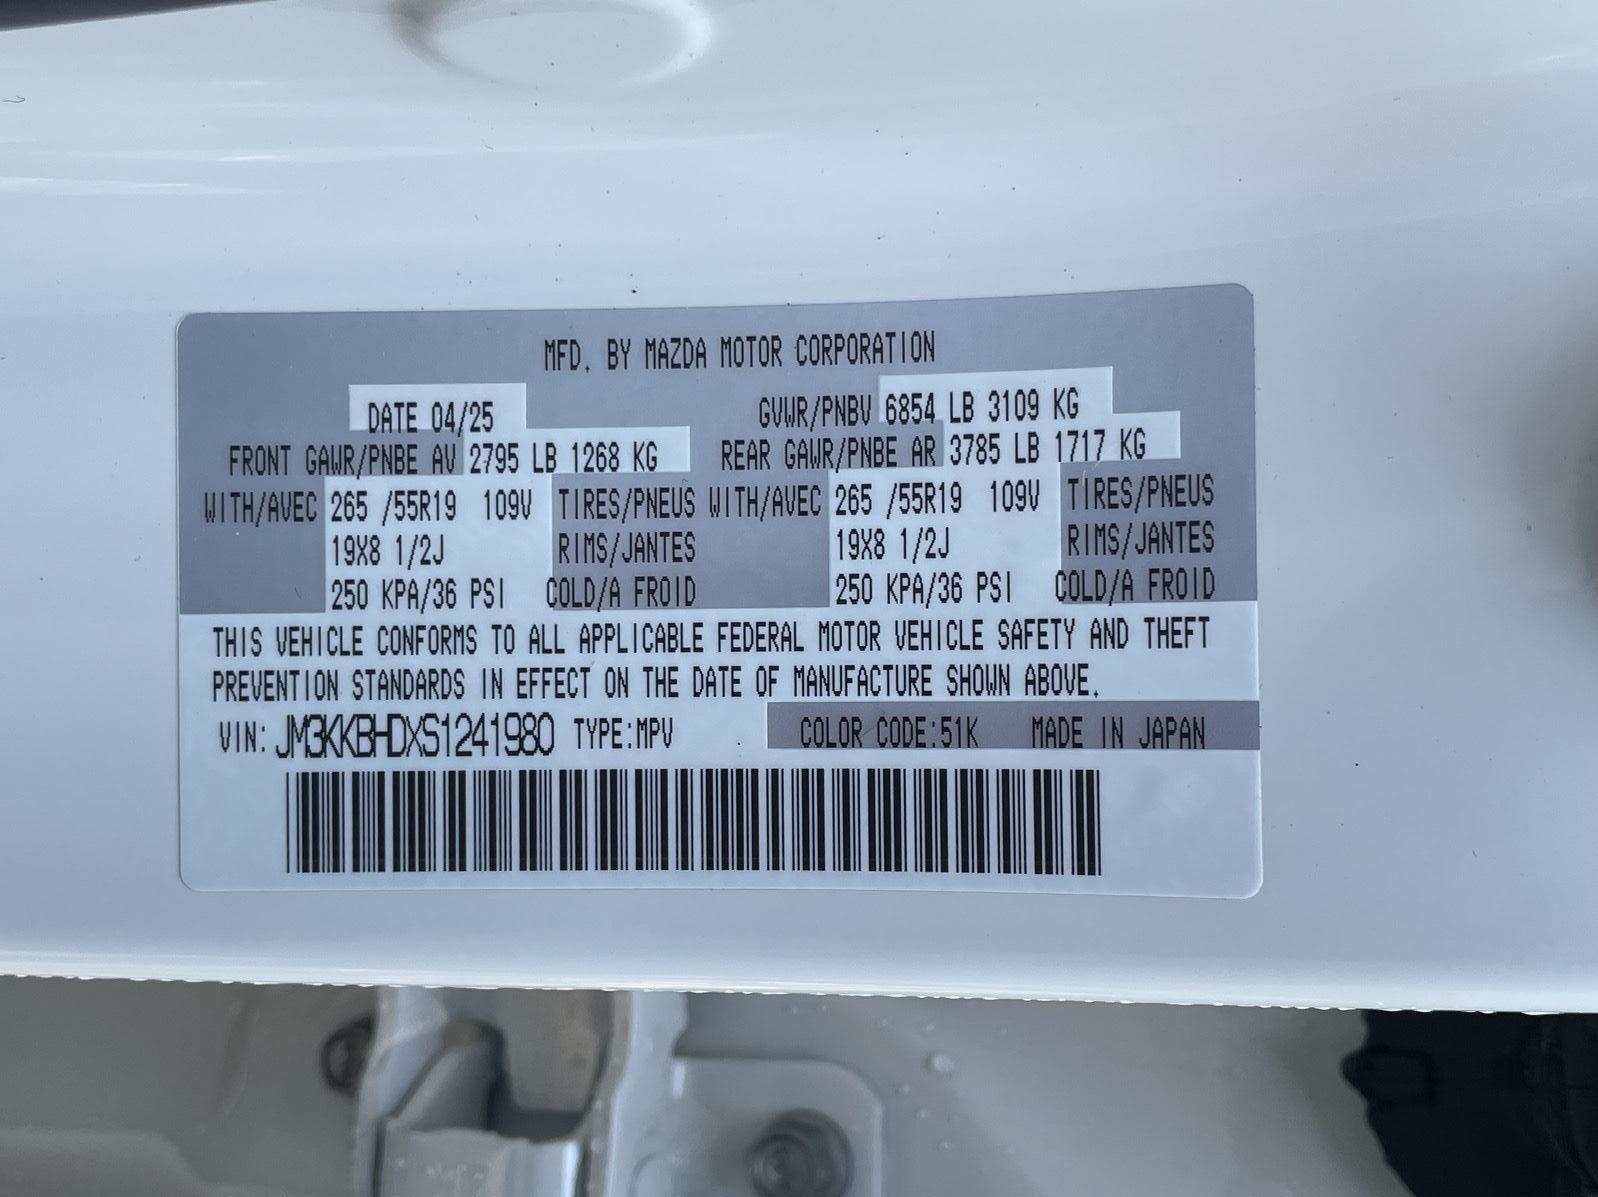 MFD. BY MAZDA MOTOR CORPORATION
DATE 04/25 GVWR/PNBV 6854 LB 3109 KG
FRONT GAWR/PNBE AV 2795 LB 1268 KG REAR GAWR/PNBE AR 3785 LB 1717 KG
WITH/AVEC 265 /55R19 109V TIRES/PNEUS WITH/AVEC 265 /55R19 109V TIRES/PNEUS
19X8 1/2J RIMS/JANTES 19X8 1/2J RIMS/JANTES
250 KPA/36 PSI COLD/A FROID 250 KPA/36 PSI COLD/A FROID
THIS VEHICLE CONFORMS TO ALL APPLICABLE FEDERAL MOTOR VEHICLE SAFETY AND THEFT
PREVENTION STANDARDS IN EFFECT ON THE DATE OF MANUFACTURE SHOWN ABOVE.
VIN: JM3KKBHDXS1241980 TYPE:MPV COLOR CODE:51K MADE IN JAPAN